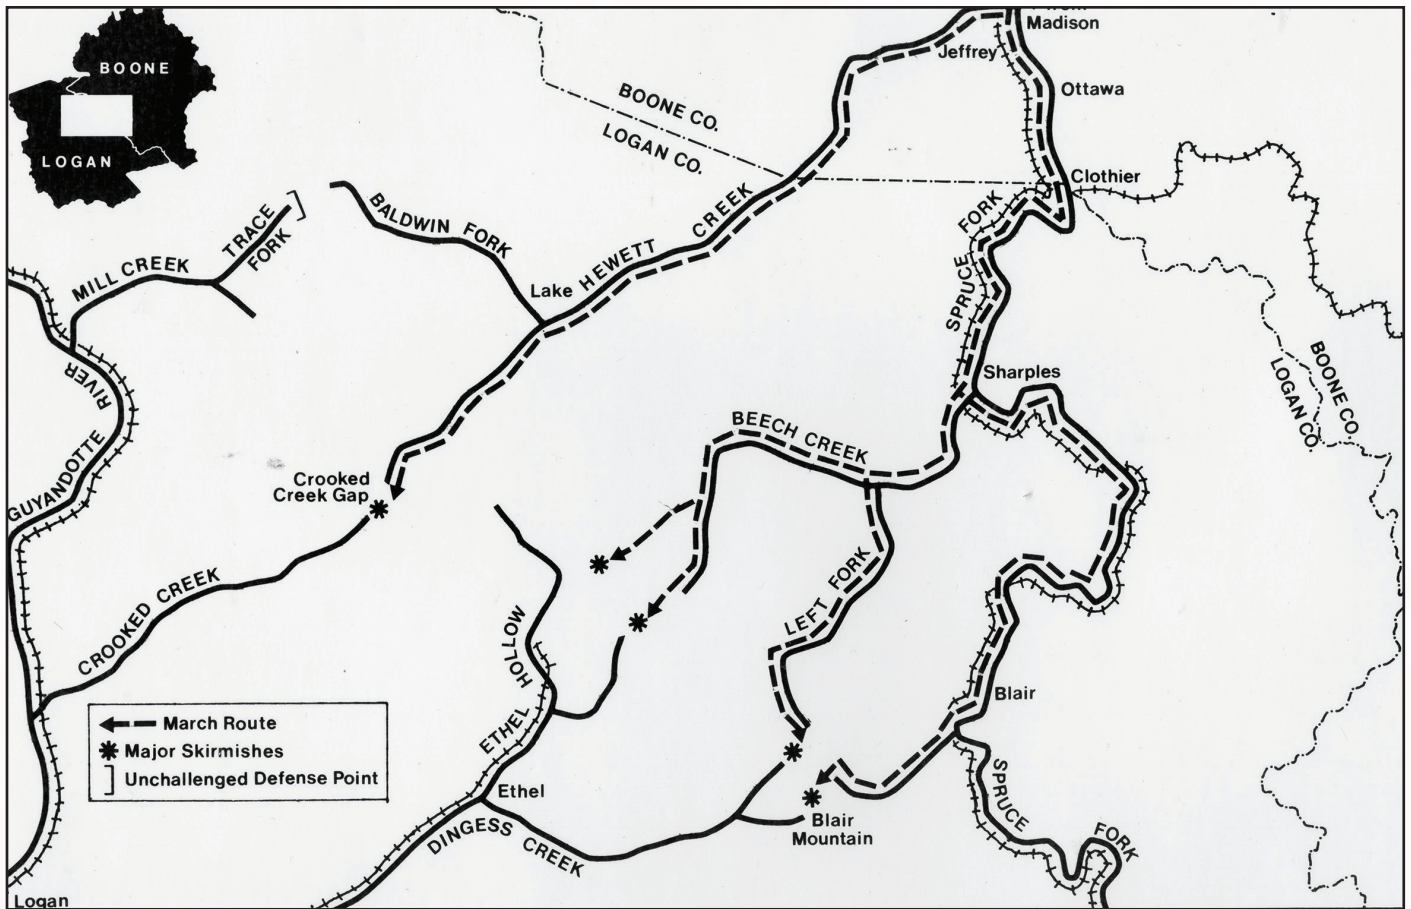 Madison
Jeffrey
Ottawa
BOONE
LOGAN
BOONE CO.
LOGAN CO.
Clothier
TRACE
FORK
BALDWIN FORK
MILL CREEK
HEWETT CREEK
Lake
SPRUCE FORK
RIVER
GUYANDOTTE
Sharples
BOONE CO.
LOGAN CO.
BEECH CREEK
Crooked
Creek Gap
CROOKED CREEK
LEFT FORK
ETHEL HOLLOW
Blair
March Route
Major Skirmishes
Unchallenged Defense Point
Ethel
DINGESS CREEK
Blair
Mountain
SPRUCE FORK
Logan